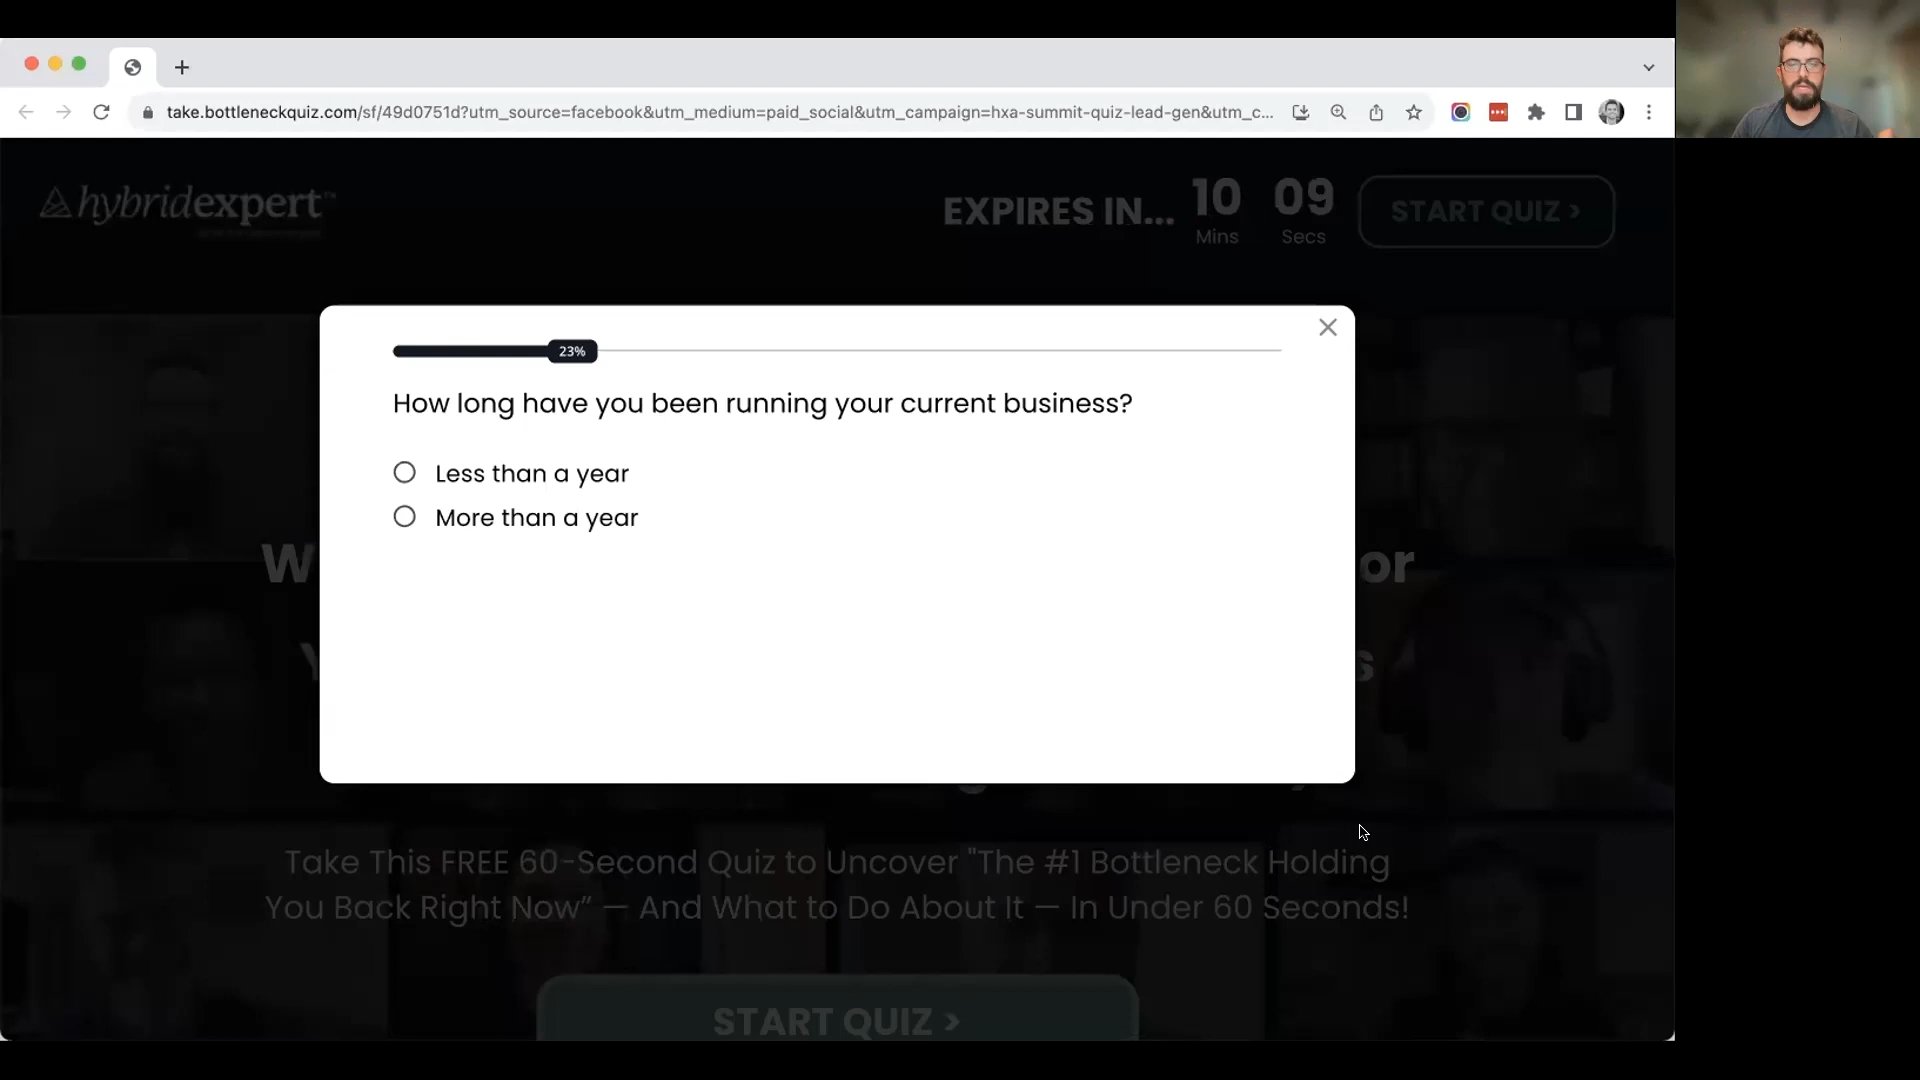 take.bottleneckquiz.com/sf/49d0751d?utm_source=facebook&utm_medium=paid_social&utm_campaign=hxa-summit-quiz-lead-gen&utm_c...
hybridexpert™
EXPIRES IN...
10 09
Mins Secs
START QUIZ >
23%
How long have you been running your current business?
Less than a year
More than a year
W
or
Y
s
Take This FREE 60-Second Quiz to Uncover "The #1 Bottleneck Holding
You Back Right Now” — And What to Do About It — In Under 60 Seconds!
START QUIZ >